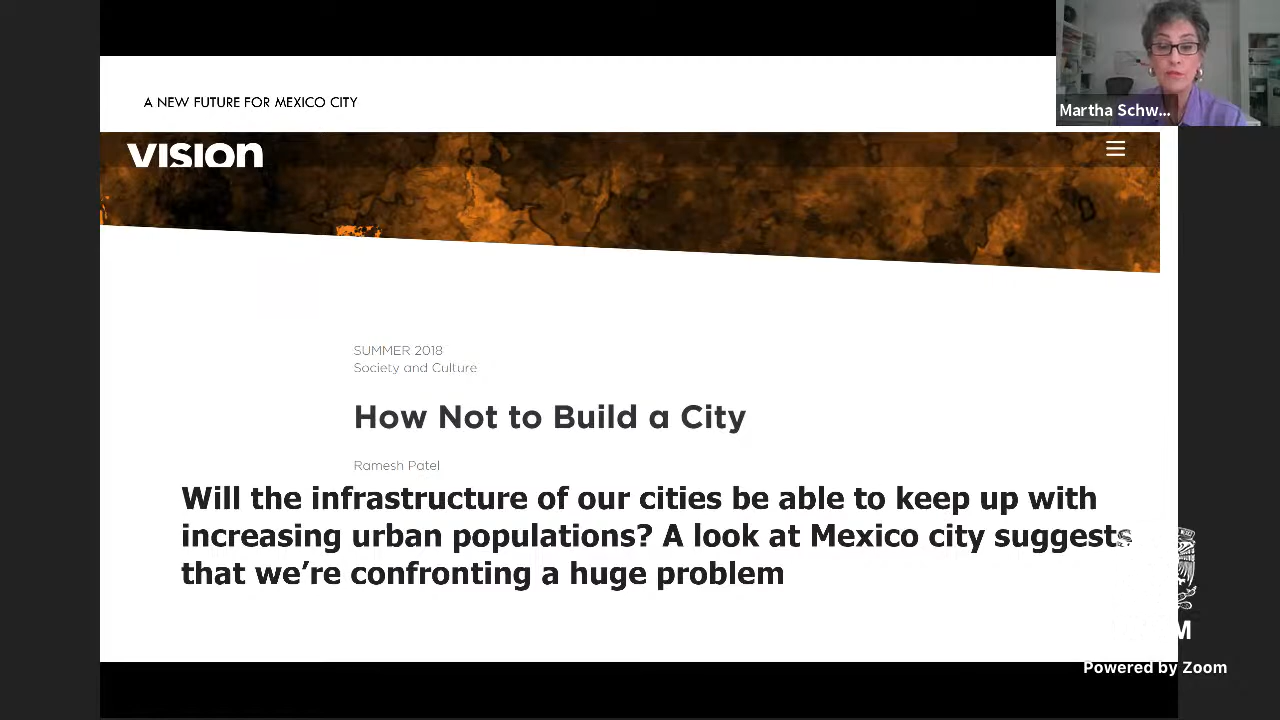 A NEW FUTURE FOR MEXICO CITY
Martha Schw...
vision
SUMMER 2018
Society and Culture
How Not to Build a City
Ramesh Patel
Will the infrastructure of our cities be able to keep up with
increasing urban populations? A look at Mexico city suggests
that we're confronting a huge problem
Powered by Zoom